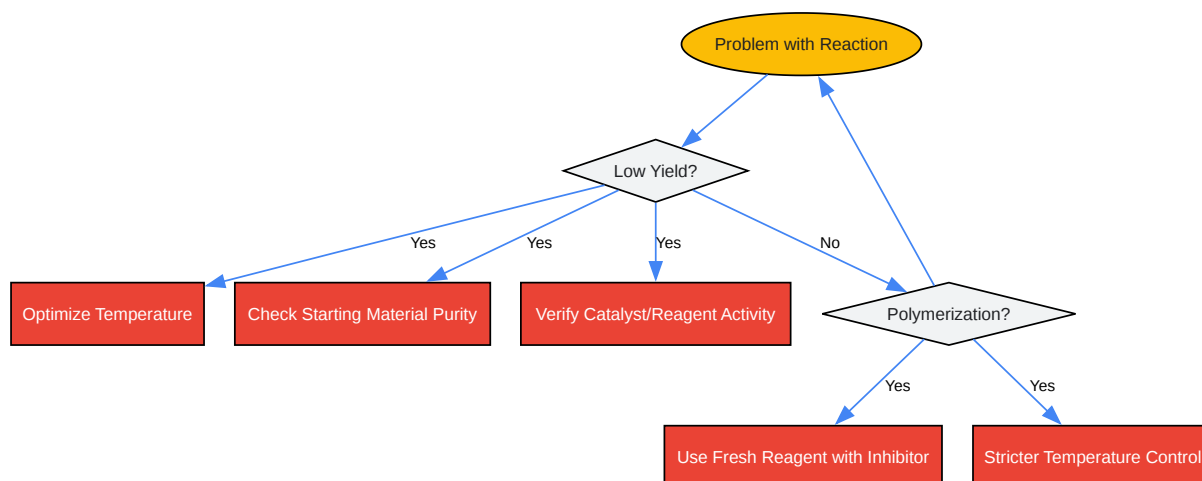 Problem with Reaction
Low Yield?
Yes
Yes
Yes
No
Optimize Temperature
Check Starting Material Purity
Verify Catalyst/Reagent Activity
Polymerization?
Yes
Yes
Use Fresh Reagent with Inhibitor
Stricter Temperature Control